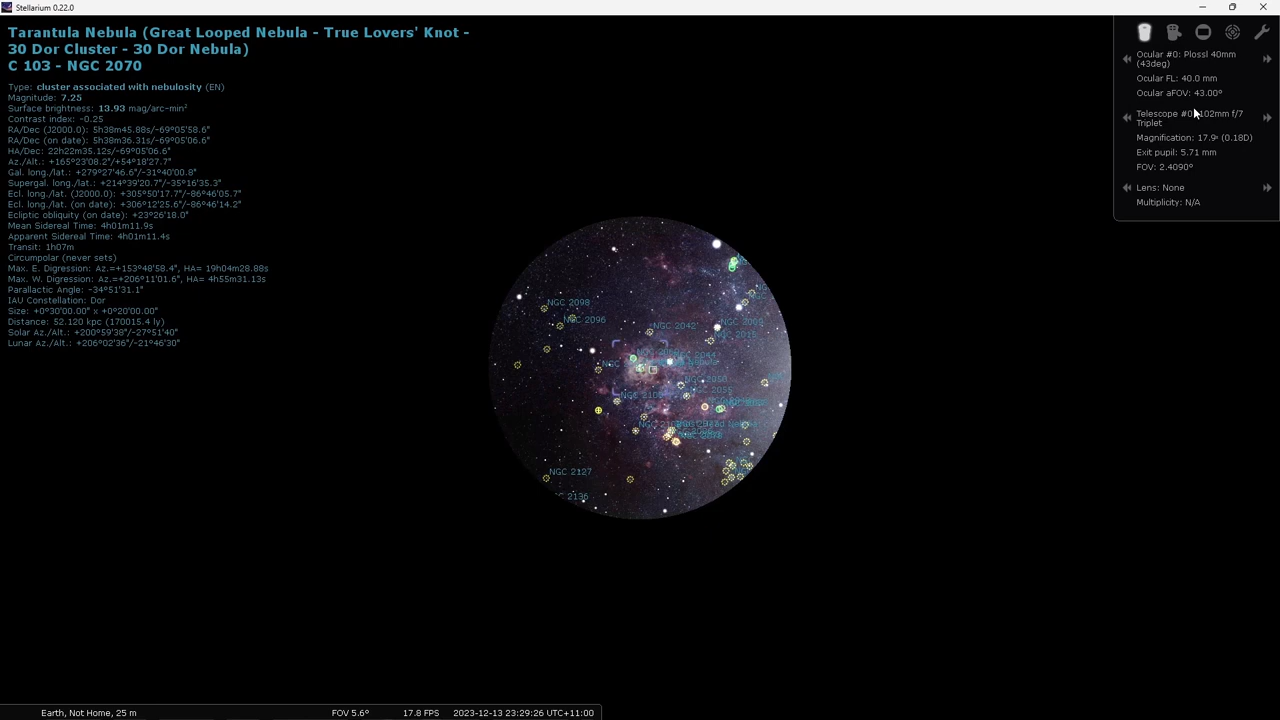 Stellarium 0.22.0
Tarantula Nebula (Great Looped Nebula - True Lovers' Knot -
30 Dor Cluster - 30 Dor Nebula)
C 103 - NGC 2070
Type: cluster associated with nebulosity (EN)
Magnitude: 7.25
Surface brightness: 13.93 mag/arc-min²
Contrast index: -0.25
RA/Dec (J2000.0): 5h38m45.88s/-69°05'58.6"
RA/Dec (on date): 5h38m36.31s/-69°05'06.6"
HA/Dec: 22h22m35.12s/-69°05'06.6"
Az./Alt.: +165°23'08.2"/+54°18'27.7"
Gal. long./lat.: +279°27'46.6"/-31°40'00.8"
Supergal. long./lat.: +214°39'20.7"/-35°16'35.3"
Ecl. long./lat. (J2000.0): +305°50'17.7"/-86°46'05.7"
Ecl. long./lat. (on date): +306°12'25.6"/-86°46'14.2"
Ecliptic obliquity (on date): +23°26'18.0"
Mean Sidereal Time: 4h01m11.9s
Apparent Sidereal Time: 4h01m11.4s
Transit: 1h07m
Circumpolar (never sets)
Max. E. Digression: Az.=+153°48'58.4", HA= 19h04m28.88s
Max. W. Digression: Az.=+206°11'01.6", HA= 4h55m31.13s
Parallactic Angle: -34°51'31.1"
IAU Constellation: Dor
Size: +0°30'00.00" x +0°20'00.00"
Distance: 52.120 kpc (170015.4 ly)
Solar Az./Alt.: +200°59'38"/-27°51'40"
Lunar Az./Alt.: +206°02'36"/-21°46'30"
Ocular #0: Plossl 40mm
(43deg)
Ocular FL: 40.0 mm
Ocular aFOV: 43.00°
Telescope #0: 102mm f/7
Triplet
Magnification: 17.9× (0.18D)
Exit pupil: 5.71 mm
FOV: 2.4090°
Lens: None
Multiplicity: N/A
NGC 2098
NGC 2096
NGC 2042
NGC 2044
NGC 2050
NGC 2055
NGC 2127
2136
Earth, Not Home, 25 m
FOV 5.6°
17.8 FPS
2023-12-13 23:29:26 UTC+11:00